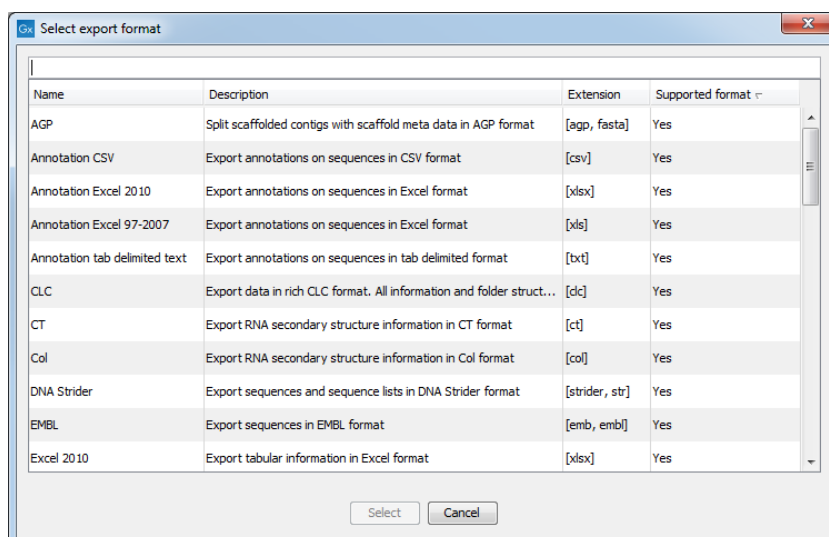 Gx Select export format
Name Description Extension Supported format
AGP Split scaffolded contigs with scaffold meta data in AGP format [agp, fasta] Yes
Annotation CSV Export annotations on sequences in CSV format [csv] Yes
Annotation Excel 2010 Export annotations on sequences in Excel format [xlsx] Yes
Annotation Excel 97-2007 Export annotations on sequences in Excel format [xls] Yes
Annotation tab delimited text Export annotations on sequences in tab delimited format [txt] Yes
CLC Export data in rich CLC format. All information and folder struct... [clc] Yes
CT Export RNA secondary structure information in CT format [ct] Yes
Col Export RNA secondary structure information in Col format [col] Yes
DNA Strider Export sequences and sequence lists in DNA Strider format [strider, str] Yes
EMBL Export sequences in EMBL format [emb, embl] Yes
Excel 2010 Export tabular information in Excel format [xlsx] Yes
Select Cancel